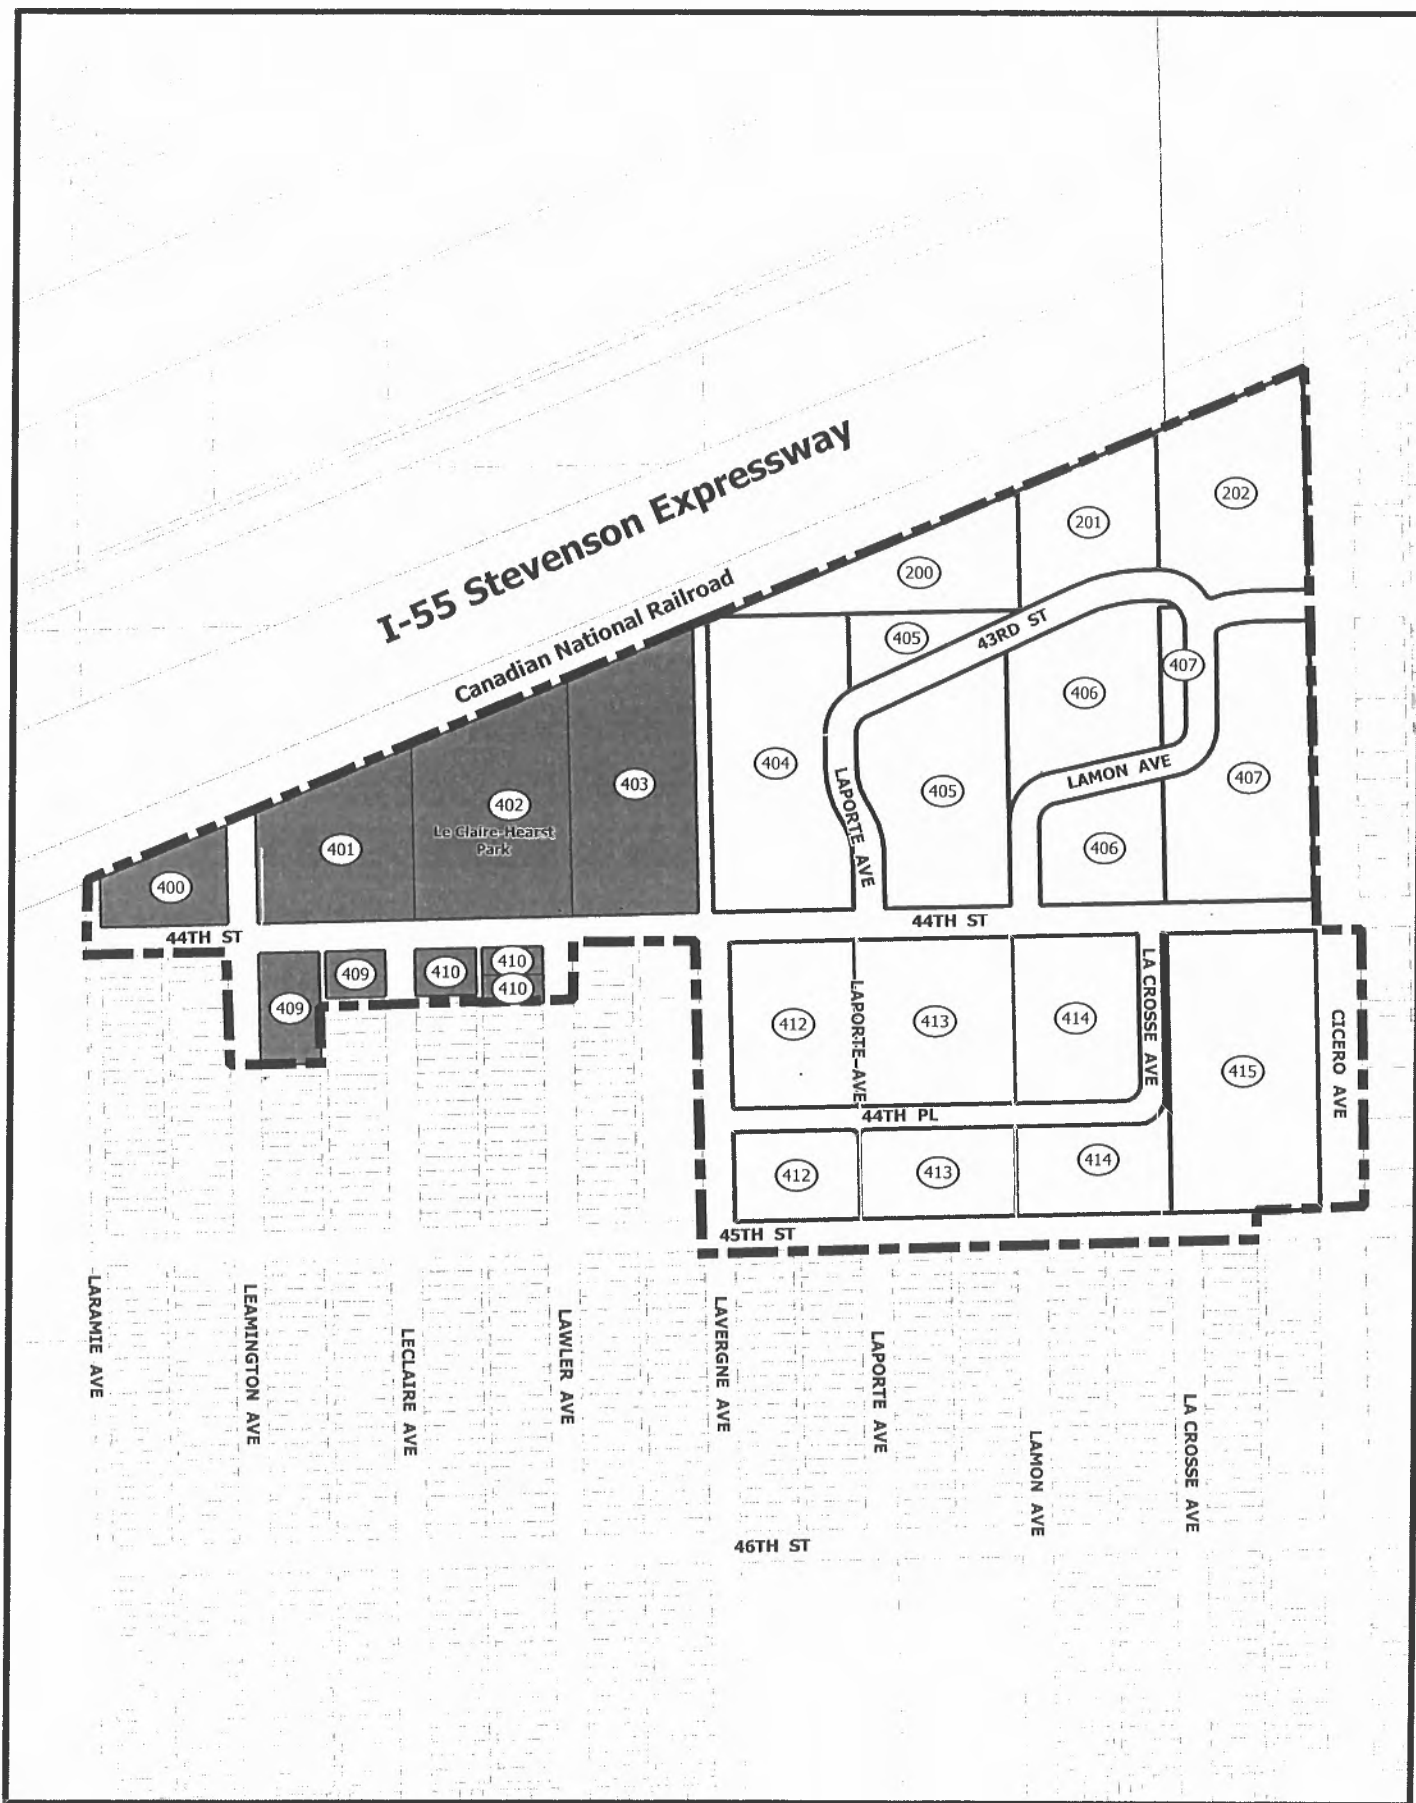 I-55 Stevenson Expressway
Canadian National Railroad
202
201
200
405
43RD ST
407
406
404
403
402
Le Claire-Hearst
Park
401
400
LAPORTE AVE
405
LAMON AVE
407
406
44TH ST
44TH ST
409
409
410
410
410
412
LAPORTE AVE
413
414
LA CROSSE AVE
415
CICERO AVE
44TH PL
412
413
414
45TH ST
LARAMIE AVE
LEAMINGTON AVE
LECLAIRE AVE
LAWLER AVE
LAVERGNE AVE
LAPORTE AVE
LAMON AVE
LA CROSSE AVE
46TH ST